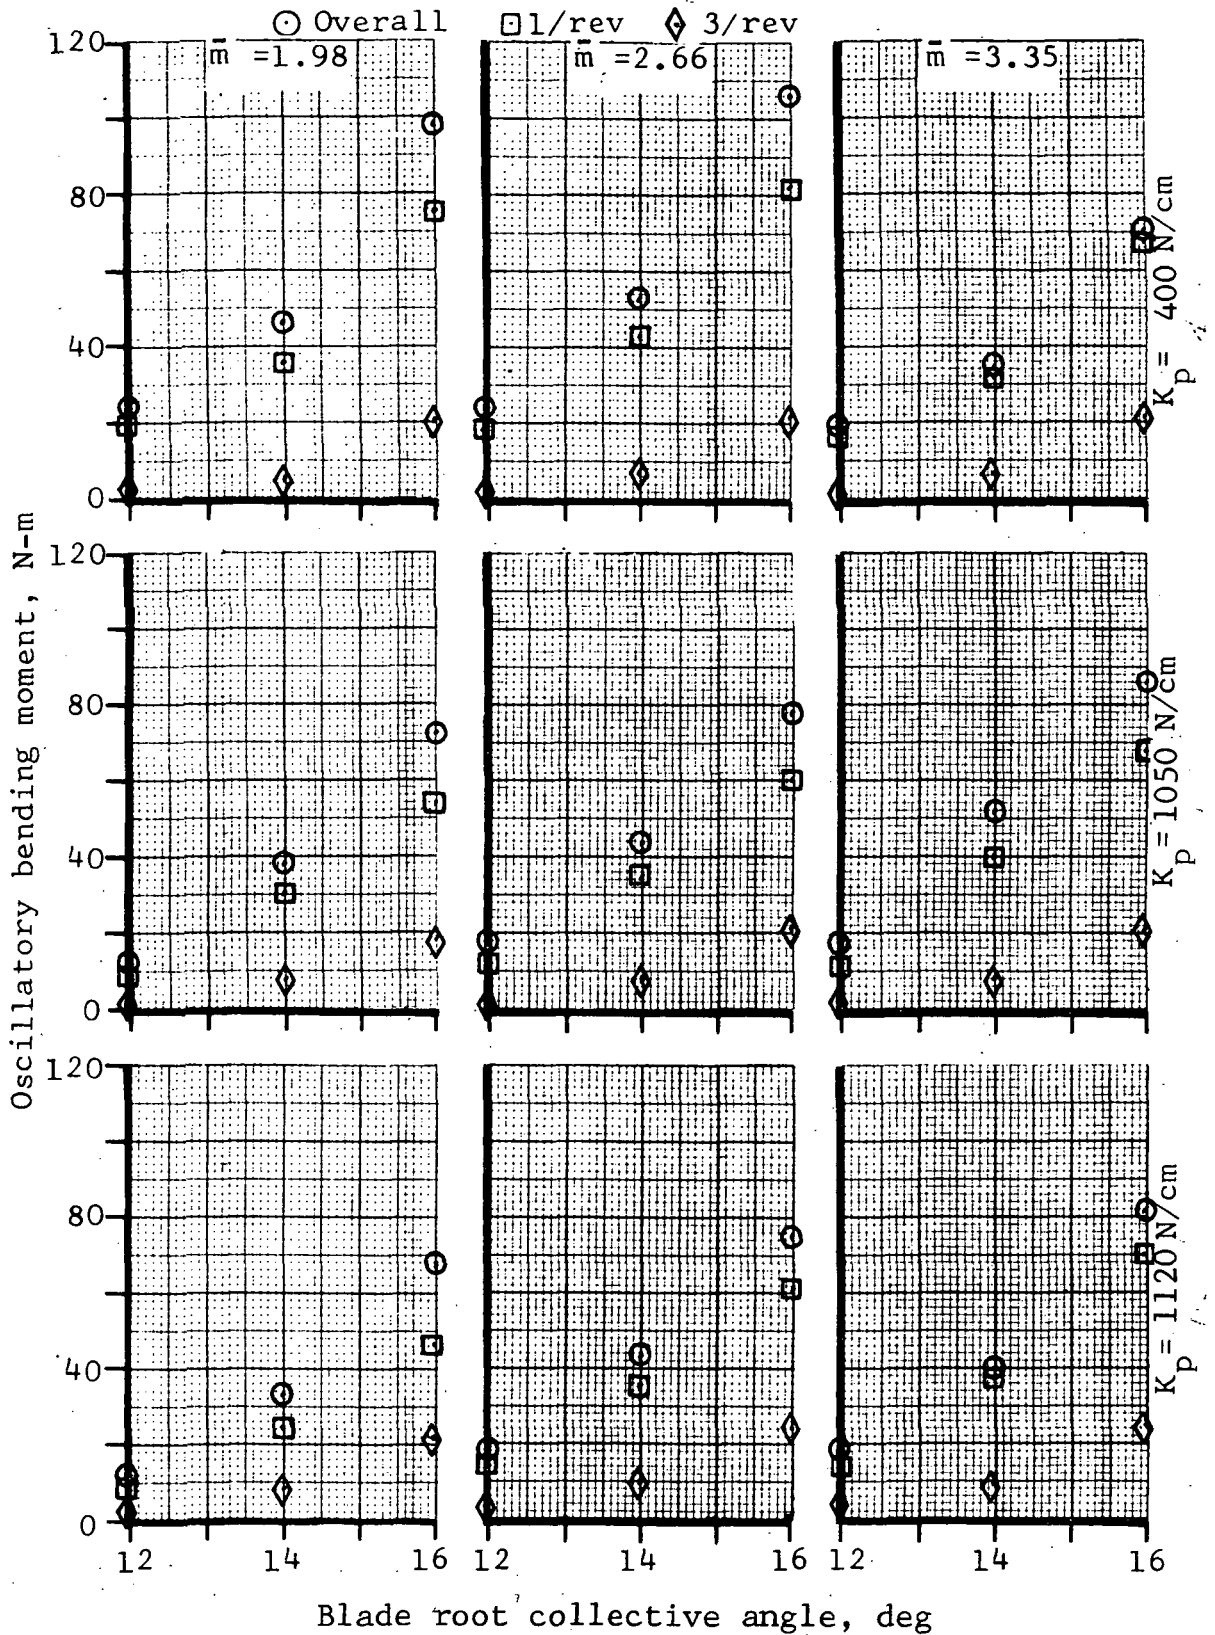 Overall 1/rev 3/rev
m̄ =1.98 m̄ =2.66 m̄ =3.35
120
80
40
0
K_p = 400 N/cm
120
80
40
0
K_p =1050 N/cm
120
80
40
0
K_p = 1120 N/cm
Oscillatory bending moment, N-m
12 14 16 12 14 16 12 14 16
Blade root collective angle, deg